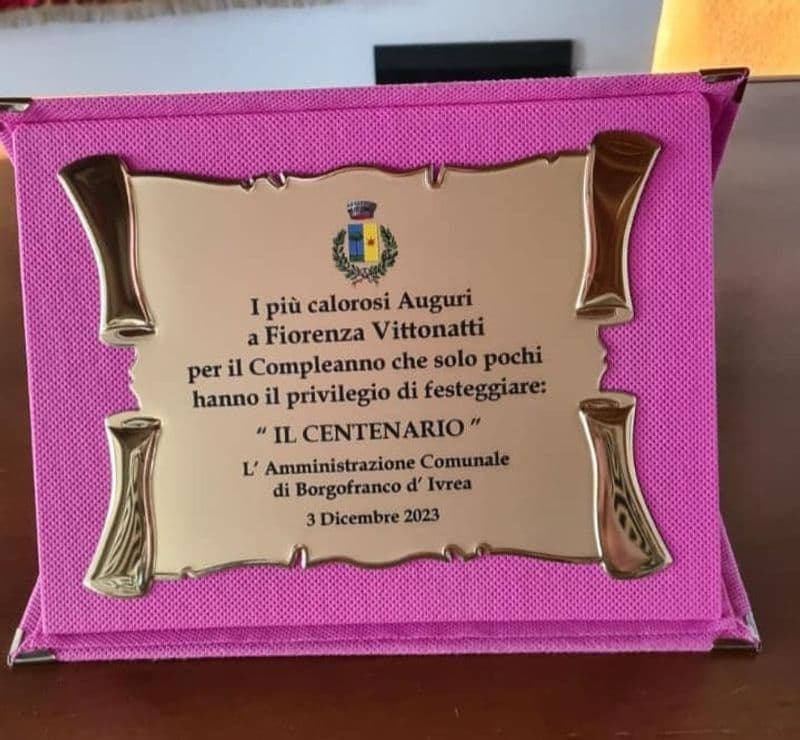 I più calorosi Auguri
a Fiorenza Vittonatti
per il Compleanno che solo pochi
hanno il privilegio di festeggiare:
“ IL CENTENARIO ”
L’ Amministrazione Comunale
di Borgofranco d’ Ivrea
3 Dicembre 2023